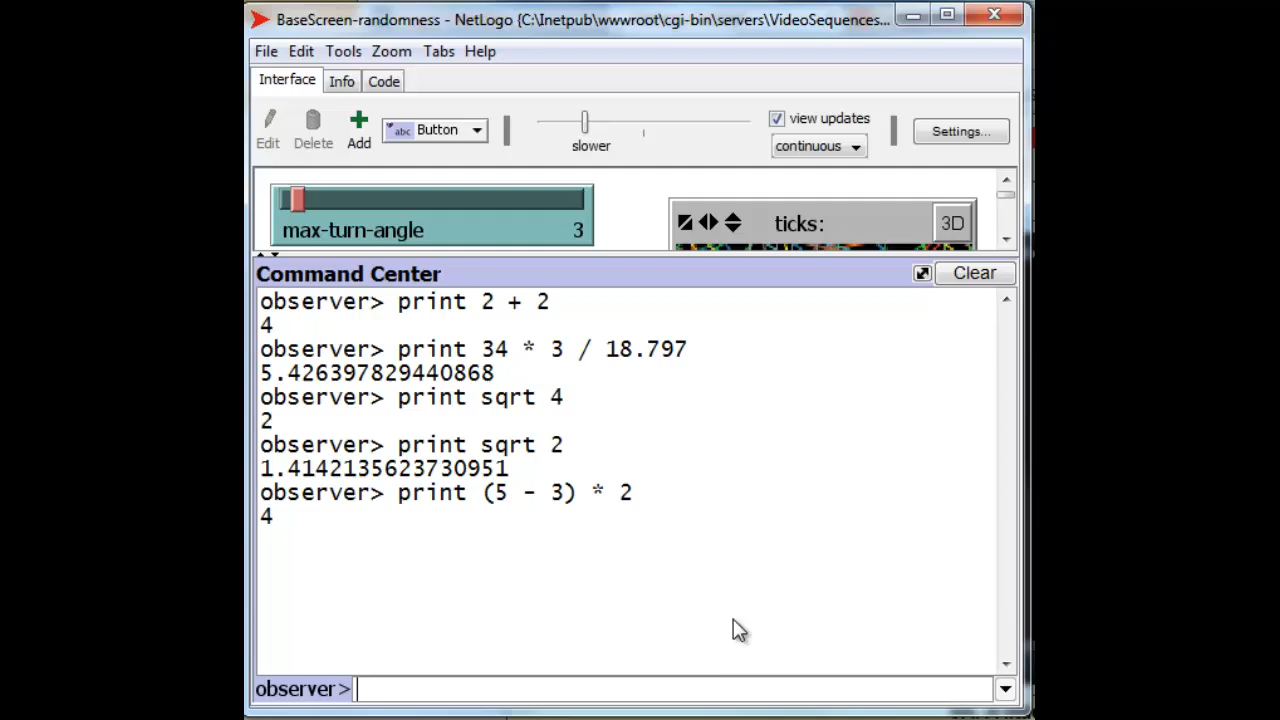 BaseScreen-randomness - NetLogo {C:\Inetpub\wwwroot\cgi-bin\servers\VideoSequences...
File Edit Tools Zoom Tabs Help
Interface Info Code
Edit Delete Add abc Button slower view updates continuous Settings...
max-turn-angle 3
ticks: 3D
Command Center Clear
observer> print 2 + 2
4
observer> print 34 * 3 / 18.797
5.426397829440868
observer> print sqrt 4
2
observer> print sqrt 2
1.4142135623730951
observer> print (5 - 3) * 2
4
observer>